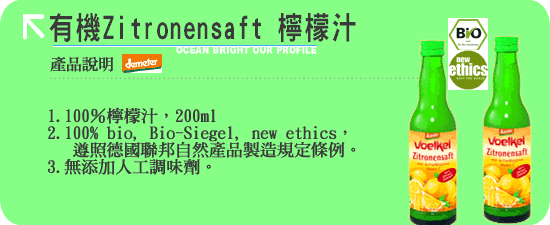 有機Zitronensaft 檸檬汁
OCEAN BRIGHT OUR PROFILE
產品說明 demeter
BIO
new
ethics
1.100%檸檬汁，200ml
2.100% bio, Bio-Siegel, new ethics，
遵照德國聯邦自然產品製造規定條例。
3.無添加人工調味劑。
Voelkel
Zitronensaft
Voelkel
Zitronensaft